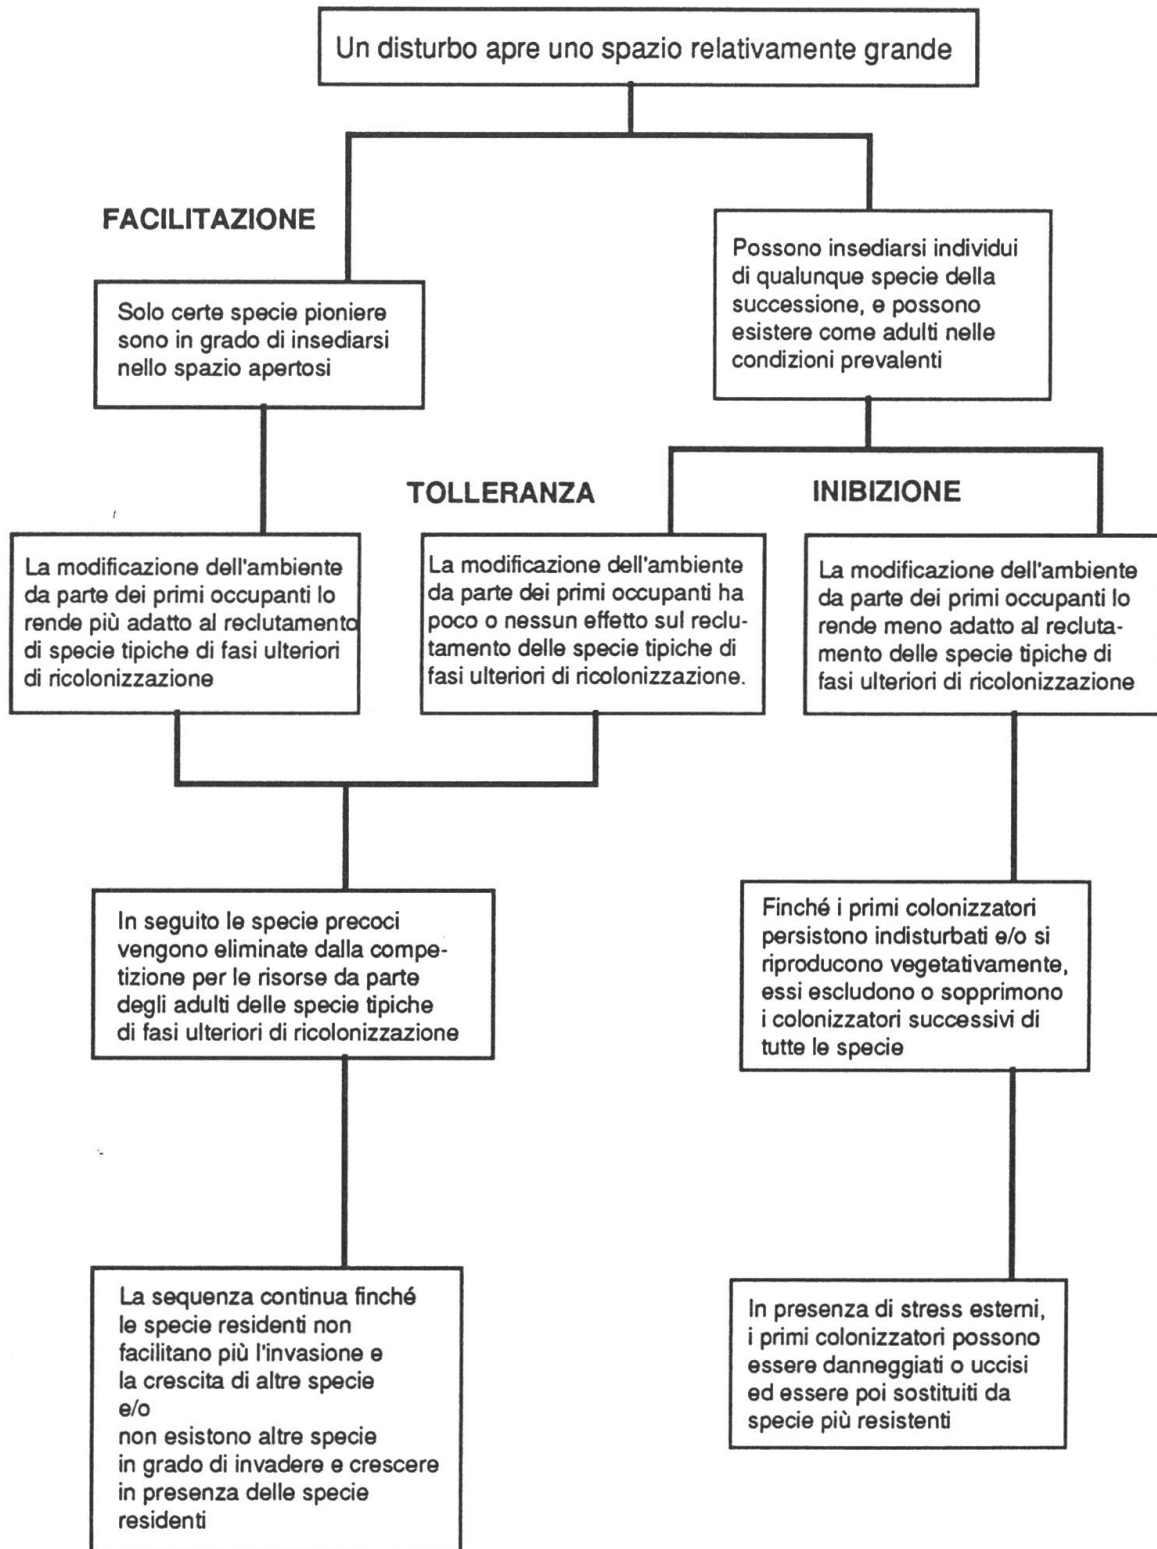 Un disturbo apre uno spazio relativamente grande
FACILITAZIONE
Possono insediarsi individui
di qualunque specie della
successione, e possono
esistere come adulti nelle
condizioni prevalenti
Solo certe specie pioniere
sono in grado di insediarsi
nello spazio apertosi
TOLLERANZA
INIBIZIONE
La modificazione dell'ambiente
da parte dei primi occupanti lo
rende più adatto al reclutamento
di specie tipiche di fasi ulteriori
di ricolonizzazione
La modificazione dell'ambiente
da parte dei primi occupanti ha
poco o nessun effetto sul reclu-
tamento delle specie tipiche di
fasi ulteriori di ricolonizzazione.
La modificazione dell'ambiente
da parte dei primi occupanti lo
rende meno adatto al recluta-
mento delle specie tipiche di
fasi ulteriori di ricolonizzazione
In seguito le specie precoci
vengono eliminate dalla compe-
tizione per le risorse da parte
degli adulti delle specie tipiche
di fasi ulteriori di ricolonizzazione
Finché i primi colonizzatori
persistono indisturbati e/o si
riproducono vegetativamente,
essi escludono o sopprimono
i colonizzatori successivi di
tutte le specie
La sequenza continua finché
le specie residenti non
facilitano più l'invasione e
la crescita di altre specie
e/o
non esistono altre specie
in grado di invadere e crescere
in presenza delle specie
residenti
In presenza di stress esterni,
i primi colonizzatori possono
essere danneggiati o uccisi
ed essere poi sostituiti da
specie più resistenti